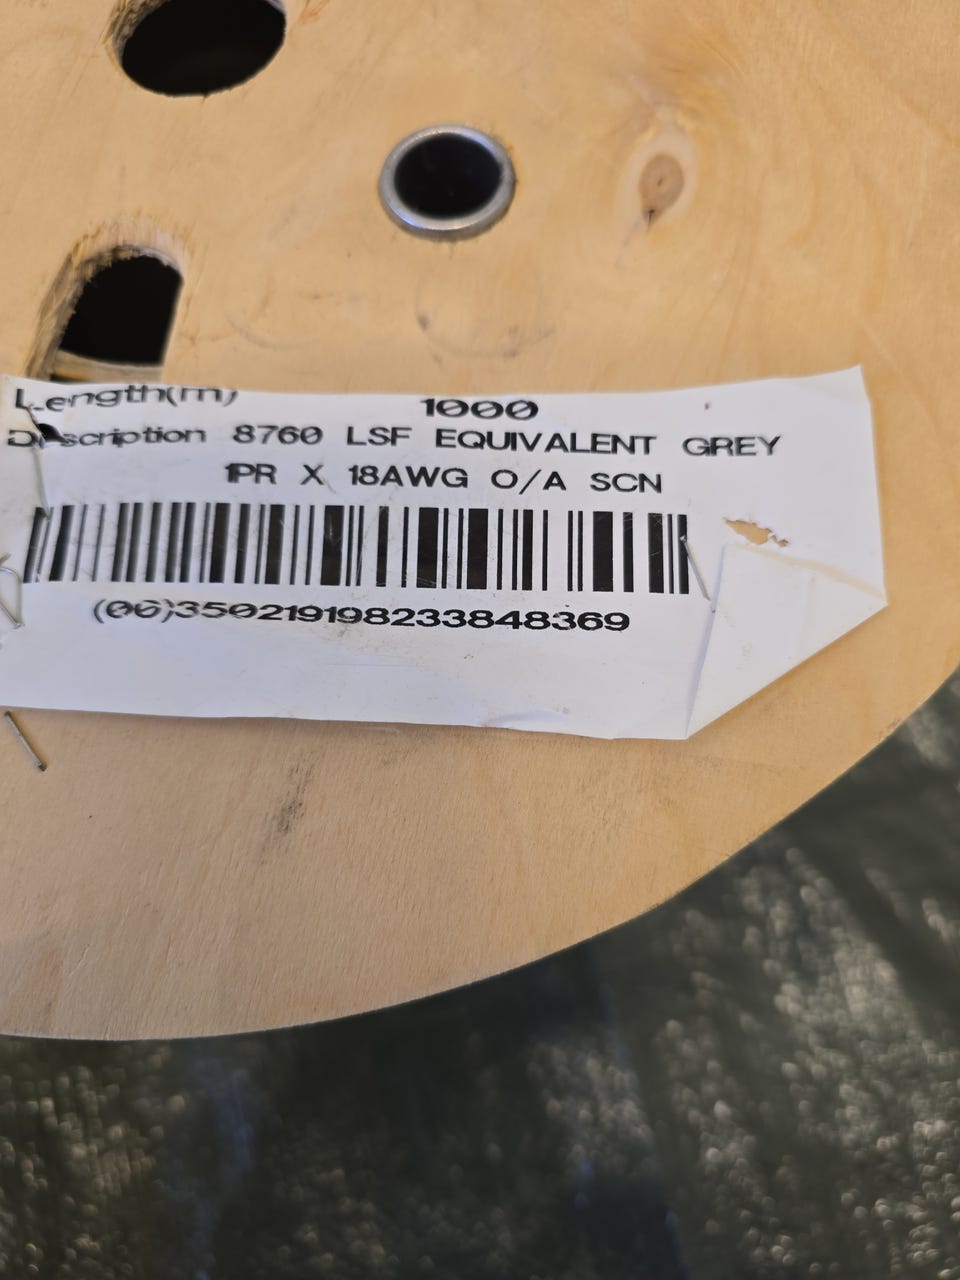 Length(m) 1000
Description 8760 LSF EQUIVALENT GREY
1PR X 18AWG O/A SCN
(00)350219198233848369